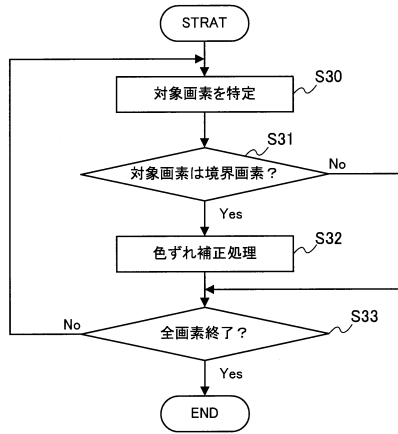 STRAT
S30
対象画素を特定
S31
対象画素は境界画素？
No
Yes
S32
色ずれ補正処理
No
全画素終了？
S33
Yes
END